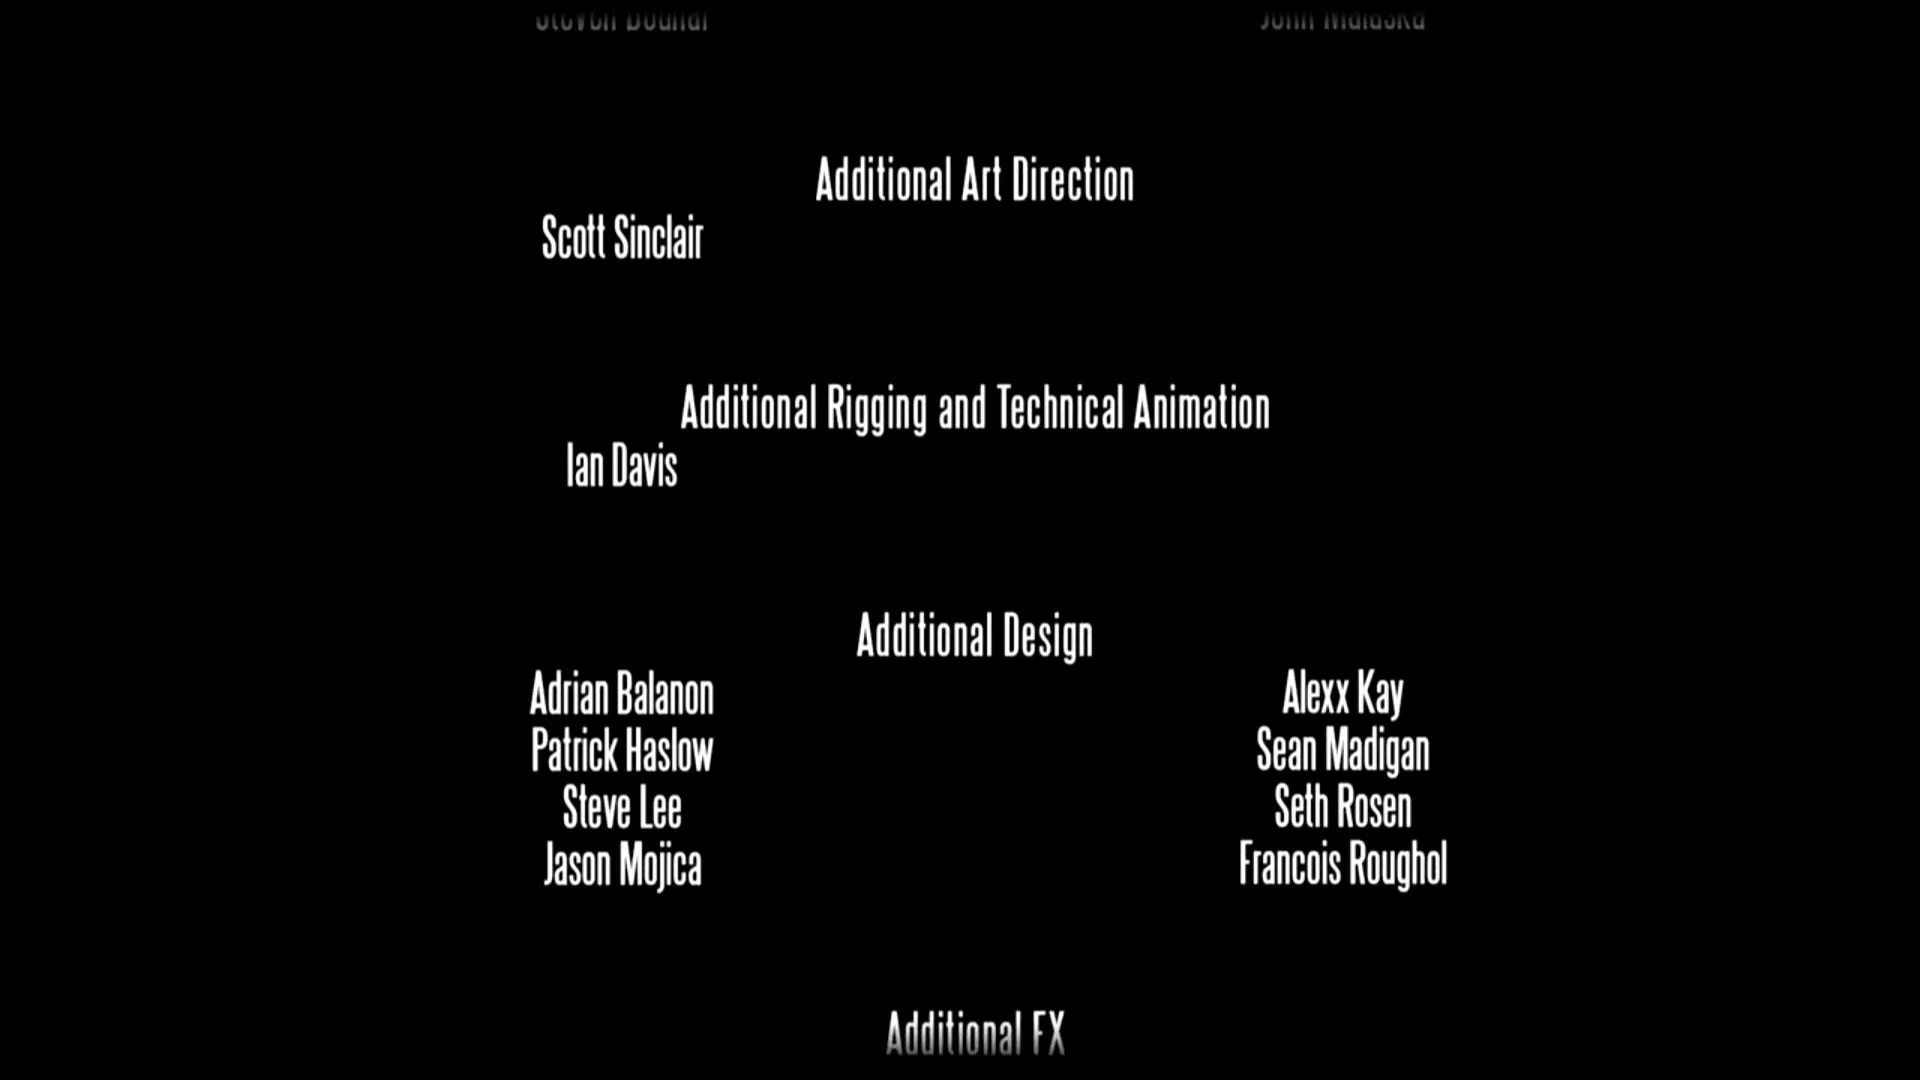 Additional Art Direction
Scott Sinclair
Additional Rigging and Technical Animation
Ian Davis
Additional Design
Adrian Balanon Alexx Kay
Patrick Haslow Sean Madigan
Steve Lee Seth Rosen
Jason Mojica Francois Roughol
Additional FX